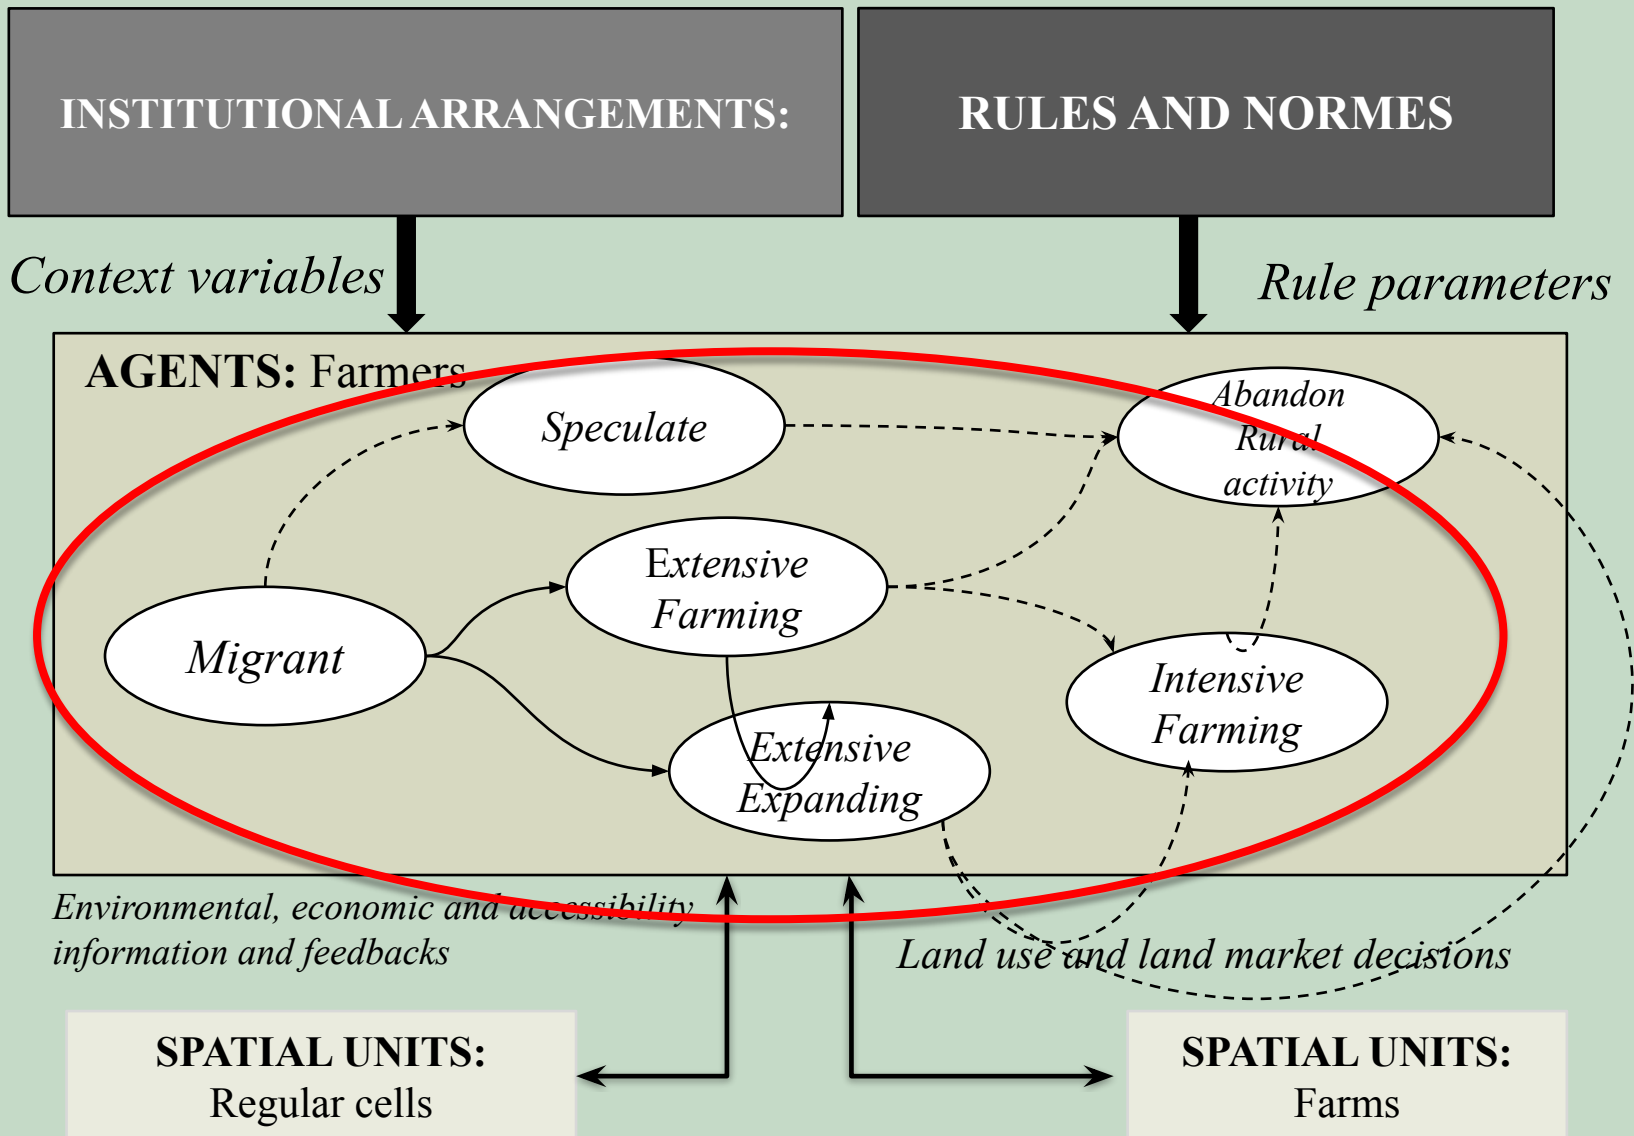 INSTITUTIONAL ARRANGEMENTS:
RULES AND NORMES
Context variables
Rule parameters
AGENTS: Farmers
Speculate
Abandon
Rural
activity
Extensive
Farming
Migrant
Intensive
Farming
Extensive
Expanding
Environmental, economic and accessibility
information and feedbacks
Land use and land market decisions
SPATIAL UNITS:
Regular cells
SPATIAL UNITS:
Farms